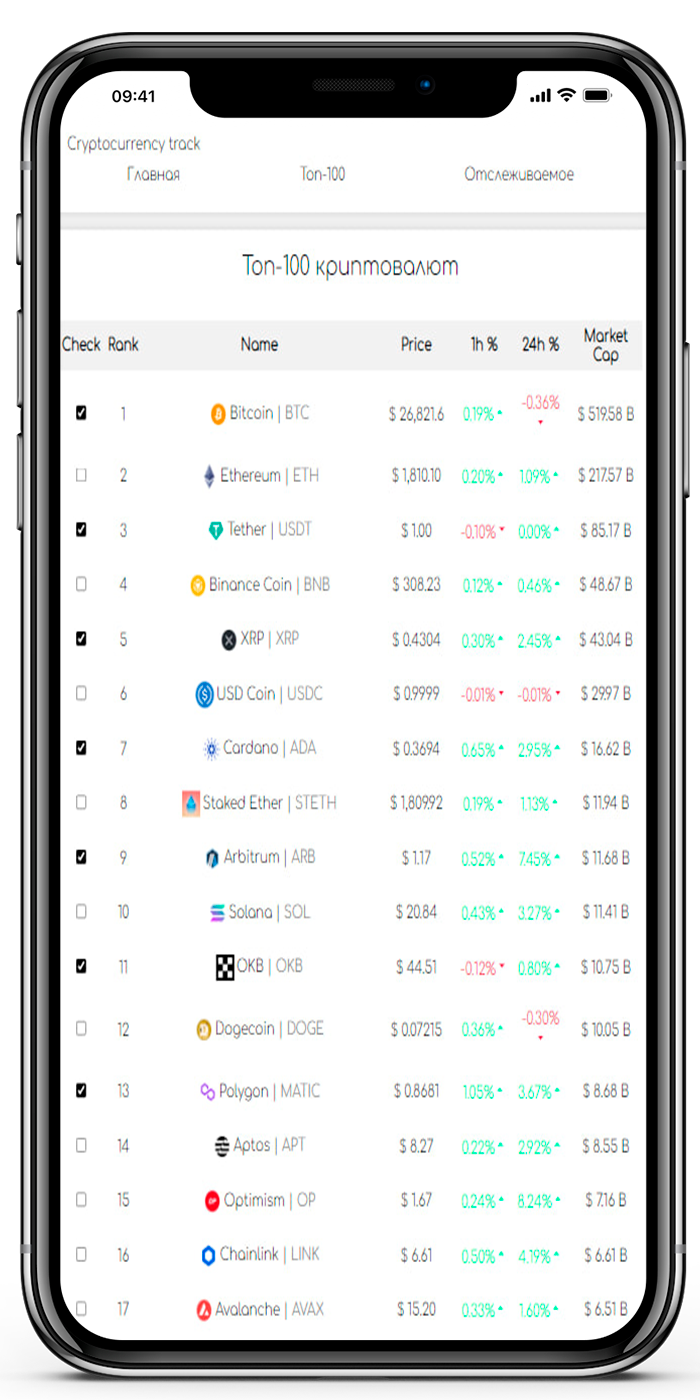 09:41
Cryptocurrency track
Главная Топ-100 Отслеживаемое
Топ-100 криптовалют
Check Rank Name Price 1h % 24h % Market Cap
1 Bitcoin | BTC $ 26,821.6 0.19% -0.36% $ 519.58 B
2 Ethereum | ETH $ 1,810.10 0.20% 1.09% $ 217.57 B
3 Tether | USDT $ 1.00 -0.10% 0.00% $ 85.17 B
4 Binance Coin | BNB $ 308.23 0.12% 0.46% $ 48.67 B
5 XRP | XRP $ 0.4304 0.30% 2.45% $ 43.04 B
6 USD Coin | USDC $ 0.9999 -0.01% -0.01% $ 29.97 B
7 Cardano | ADA $ 0.3694 0.65% 2.95% $ 16.62 B
8 Staked Ether | STETH $ 1,809.92 0.19% 1.13% $ 11.94 B
9 Arbitrum | ARB $ 1.17 0.52% 7.45% $ 11.68 B
10 Solana | SOL $ 20.84 0.43% 3.27% $ 11.41 B
11 OKB | OKB $ 44.51 -0.12% 0.80% $ 10.75 B
12 Dogecoin | DOGE $ 0.07215 0.36% -0.30% $ 10.05 B
13 Polygon | MATIC $ 0.8681 1.05% 3.67% $ 8.68 B
14 Aptos | APT $ 8.27 0.22% 2.92% $ 8.55 B
15 Optimism | OP $ 1.67 0.24% 8.24% $ 7.16 B
16 Chainlink | LINK $ 6.61 0.50% 4.19% $ 6.61 B
17 Avalanche | AVAX $ 15.20 0.33% 1.60% $ 6.51 B